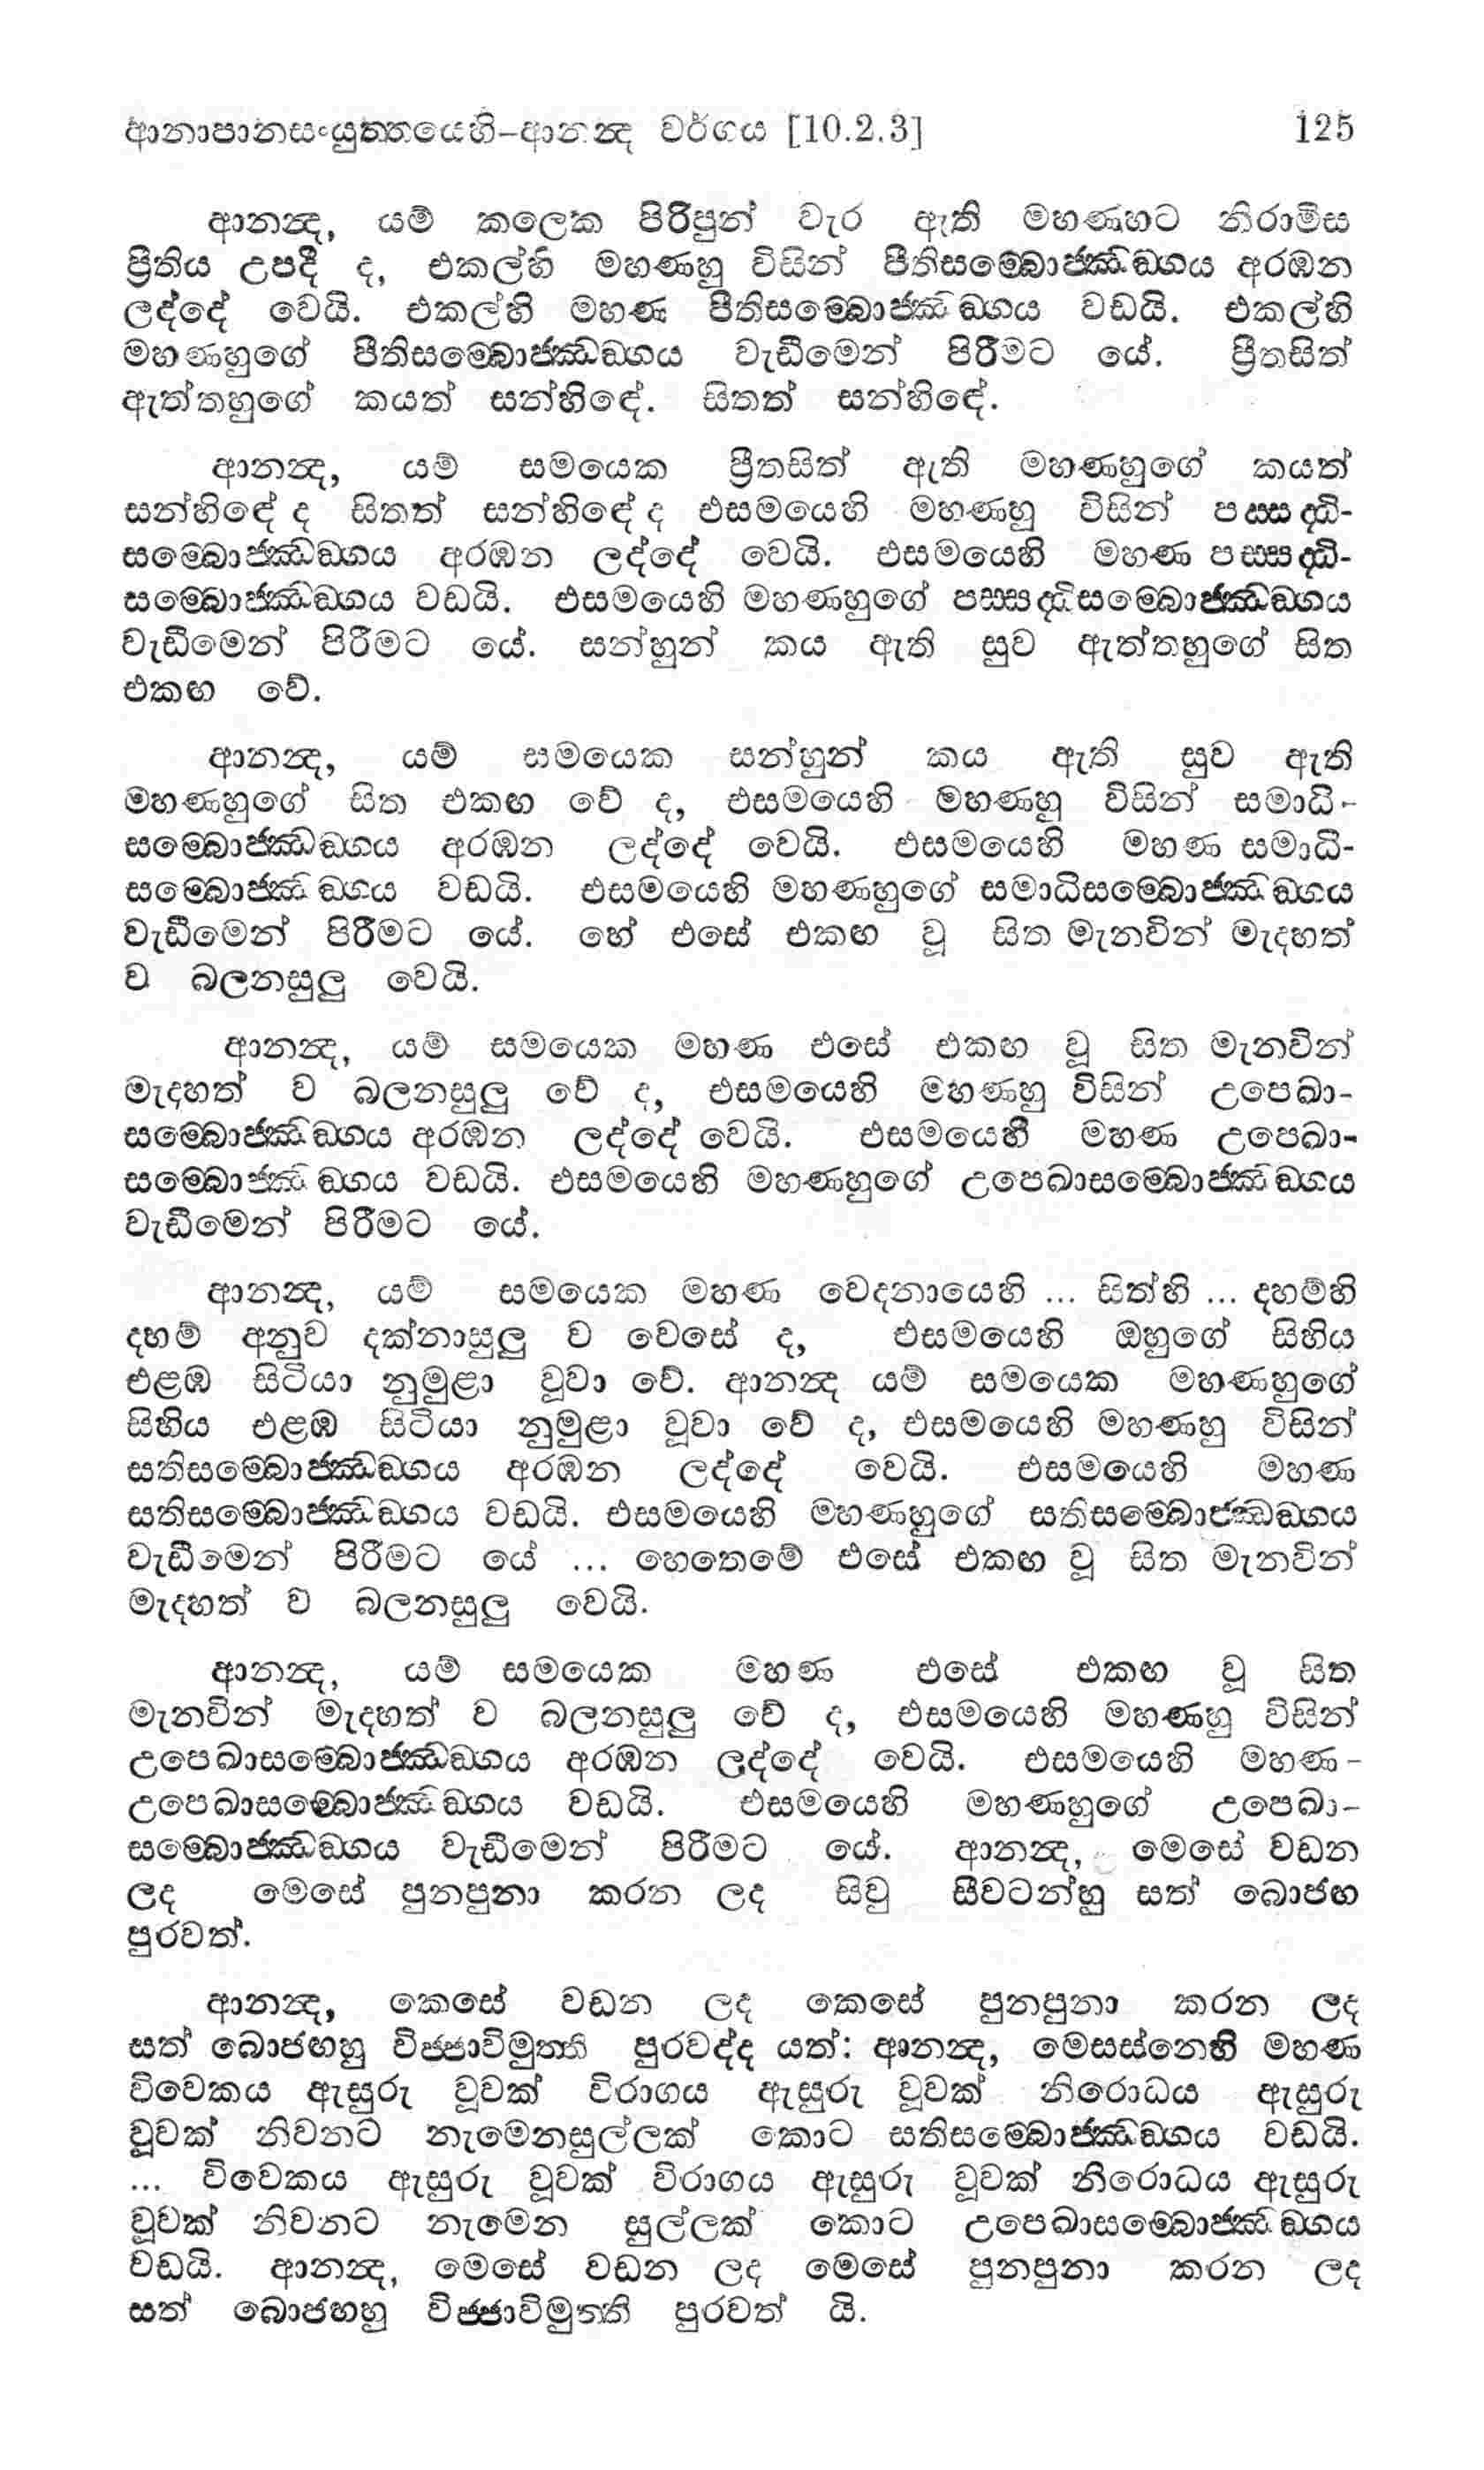 ආනාපානසංයුත්තයෙහි-ආනන්‍ද වර්ගය [10.2.3] 125
ආනන්‍ද, යම් කලෙක පිරිපුන් වැර ඇති මහණහට නිරාමිස
ප්‍රීතිය උපදී ද, එකල්හි මහණහු විසින් පීතිසම්බොජ්ඣඞ්ගය අරඹන
ලද්දේ වෙයි. එකල්හි මහණ පීතිසම්බොජ්ඣඞ්ගය වඩයි. එකල්හි
මහණහුගේ පීතිසම්බොජ්ඣඞ්ගය වැඩීමෙන් පිරීමට යේ. ප්‍රීතසිත්
ඇත්තහුගේ කයත් සන්හිඳේ. සිතත් සන්හිඳේ.
ආනන්‍ද, යම් සමයෙක ප්‍රීතසිත් ඇති මහණහුගේ කයත්
සන්හිඳේ ද සිතත් සන්හිඳේ ද එසමයෙහි මහණහු විසින් පස්සද්ධි-
සම්බොජ්ඣඞ්ගය අරඹන ලද්දේ වෙයි. එසමයෙහි මහණ පස්සද්ධි-
සම්බොජ්ඣඞ්ගය වඩයි. එසමයෙහි මහණහුගේ පස්සද්ධිසම්බොජ්ඣඞ්ගය
වැඩීමෙන් පිරීමට යේ. සන්හුන් කය ඇති සුව ඇත්තහුගේ සිත
එකඟ වේ.
ආනන්‍ද, යම් සමයෙක සන්හුන් කය ඇති සුව ඇති
මහණහුගේ සිත එකඟ වේ ද, එසමයෙහි මහණහු විසින් සමාධි-
සම්බොජ්ඣඞ්ගය අරඹන ලද්දේ වෙයි. එසමයෙහි මහණ සමාධි-
සම්බොජ්ඣඞ්ගය වඩයි. එසමයෙහි මහණහුගේ සමාධිසම්බොජ්ඣඞ්ගය
වැඩීමෙන් පිරීමට යේ. හේ එසේ එකඟ වූ සිත මැනවින් මැදහත්
ව බලනසුලු වෙයි.
ආනන්‍ද, යම් සමයෙක මහණ එසේ එකඟ වූ සිත මැනවින්
මැදහත් ව බලනසුලු වේ ද, එසමයෙහි මහණහු විසින් උපෙඛා-
සම්බොජ්ඣඞ්ගය අරඹන ලද්දේ වෙයි. එසමයෙහී මහණ උපෙඛා-
සම්බොජ්ඣඞ්ගය වඩයි. එසමයෙහි මහණහුගේ උපෙඛාසම්බොජ්ඣඞ්ගය
වැඩීමෙන් පිරීමට යේ.
ආනන්‍ද, යම් සමයෙක මහණ වෙදනායෙහි ... සිත්හි ... දහම්හි
දහම් අනුව දක්නාසුලු ව වෙසේ ද, එසමයෙහි ඔහුගේ සිහිය
එළඹ සිටියා නුමුළා වූවා වේ. ආනන්‍ද යම් සමයෙක මහණහුගේ
සිහිය එළඹ සිටියා නුමුළා වූවා වේ ද, එසමයෙහි මහණහු විසින්
සතිසම්බොජ්ඣඞ්ගය අරඹන ලද්දේ වෙයි. එසමයෙහි මහණ
සතිසම්බොජ්ඣඞ්ගය වඩයි. එසමයෙහි මහණහුගේ සතිසම්බොජ්ඣඞ්ගය
වැඩීමෙන් පිරීමට යේ ... හෙතෙමේ එසේ එකඟ වූ සිත මැනවින්
මැදහත් ව බලනසුලු වෙයි.
ආනන්‍ද, යම් සමයෙක මහණ එසේ එකඟ වූ සිත
මැනවින් මැදහත් ව බලනසුලු වේ ද, එසමයෙහි මහණහු විසින්
උපෙඛාසම්බොජ්ඣඞ්ගය අරඹන ලද්දේ වෙයි. එසමයෙහි මහණ-
උපෙඛාසම්බොජ්ඣඞ්ගය වඩයි. එසමයෙහි මහණහුගේ උපෙඛා-
සම්බොජ්ඣඞ්ගය වැඩීමෙන් පිරීමට යේ. ආනන්‍ද, මෙසේ වඩන
ලද මෙසේ පුනපුනා කරන ලද සිවු සීවටන්හු සත් බොජඟ
පුරවත්.
ආනන්‍ද, කෙසේ වඩන ලද කෙසේ පුනපුනා කරන ලද
සත් බොජඟහු විජ්ජාවිමුත්ති පුරවද්ද යත්: ආනන්‍ද, මෙසස්නෙහි මහණ
විවෙකය ඇසුරු වූවක් විරාගය ඇසුරු වූවක් නිරොධය ඇසුරු
වූවක් නිවනට නැමෙනසුල්ලක් කොට සතිසම්බොජ්ඣඞ්ගය වඩයි.
... විවෙකය ඇසුරු වූවක් විරාගය ඇසුරු වූවක් නිරොධය ඇසුරු
වූවක් නිවනට නැමෙන සුල්ලක් කොට උපෙඛාසම්බොජ්ඣඞ්ගය
වඩයි. ආනන්‍ද, මෙසේ වඩන ලද මෙසේ පුනපුනා කරන ලද
සත් බොජඟහු විජ්ජාවිමුත්ති පුරවත් යි.